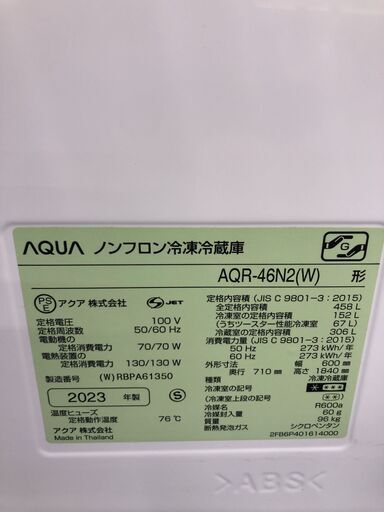 AQUA ノンフロン冷凍冷蔵庫
G
AQR-46N2(W) 形
PS E アクア 株式会社 S JET
定格電圧 100 V
定格周波数 50/60 Hz
電動機の
定格消費電力 70/70 W
電熱装置の
定格消費電力 130/130 W
製造番号 (W)RBPA61350
2023 年製 S
温度ヒューズ
定格動作温度 76℃
アクア 株式会社
Made in Thailand
定格内容積 (JIS C 9801-3 : 2015)
全定格内容積 458 L
冷凍室の定格内容積 152 L
(うちツースター性能冷凍室 67 L)
冷蔵室の定格内容積 306 L
消費電力量 (JIS C 9801-3 : 2015)
50 Hz 273 kWh/年
60 Hz 273 kWh/年
外形寸法 幅 600 mm
奥行 710 mm 高さ 1840 mm
種類 冷凍冷蔵庫
冷凍室の記号
(冷凍室上段の記号)
冷媒 R600a
冷媒封入量 60 g
質量 96 kg
断熱発泡ガス シクロペンタン
2FB6P401614000
>ABS<